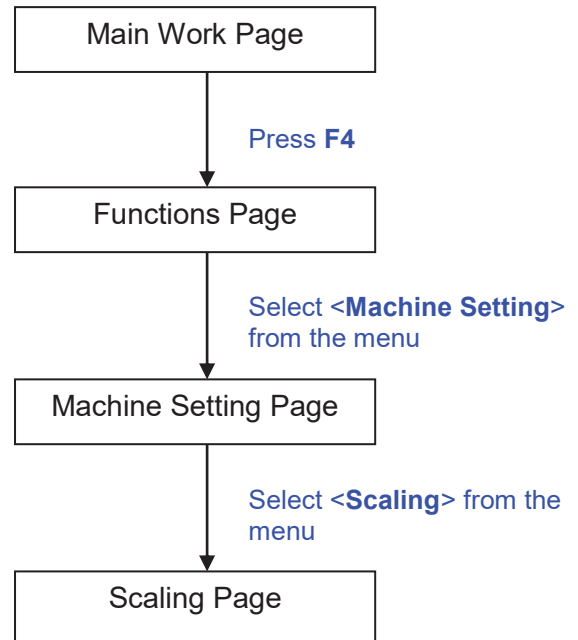 Main Work Page
Press F4
Functions Page
Select <Machine Setting>
from the menu
Machine Setting Page
Select <Scaling> from the
menu
Scaling Page